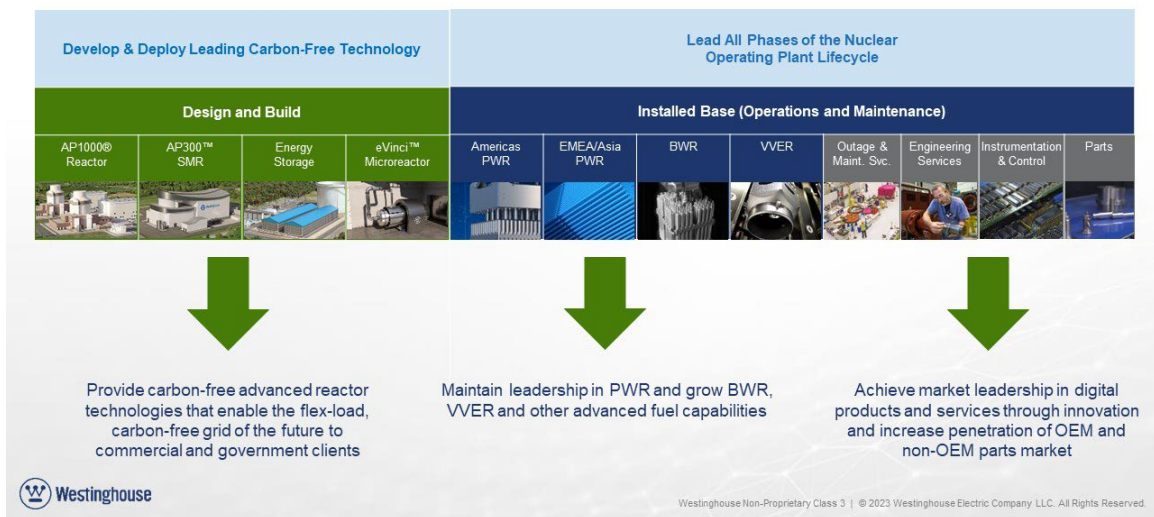 Develop & Deploy Leading Carbon-Free Technology
Lead All Phases of the Nuclear
Operating Plant Lifecycle
Design and Build
Installed Base (Operations and Maintenance)
AP1000®
Reactor
AP300™
SMR
Energy
Storage
eVinci™
Microreactor
Americas
PWR
EMEA/Asia
PWR
BWR
VVER
Outage &
Maint. Svc.
Engineering
Services
Instrumentation
& Control
Parts
Provide carbon-free advanced reactor
technologies that enable the flex-load,
carbon-free grid of the future to
commercial and government clients
Maintain leadership in PWR and grow BWR,
VVER and other advanced fuel capabilities
Achieve market leadership in digital
products and services through innovation
and increase penetration of OEM and
non-OEM parts market
Westinghouse
Westinghouse Non-Proprietary Class 3 | © 2023 Westinghouse Electric Company LLC. All Rights Reserved.